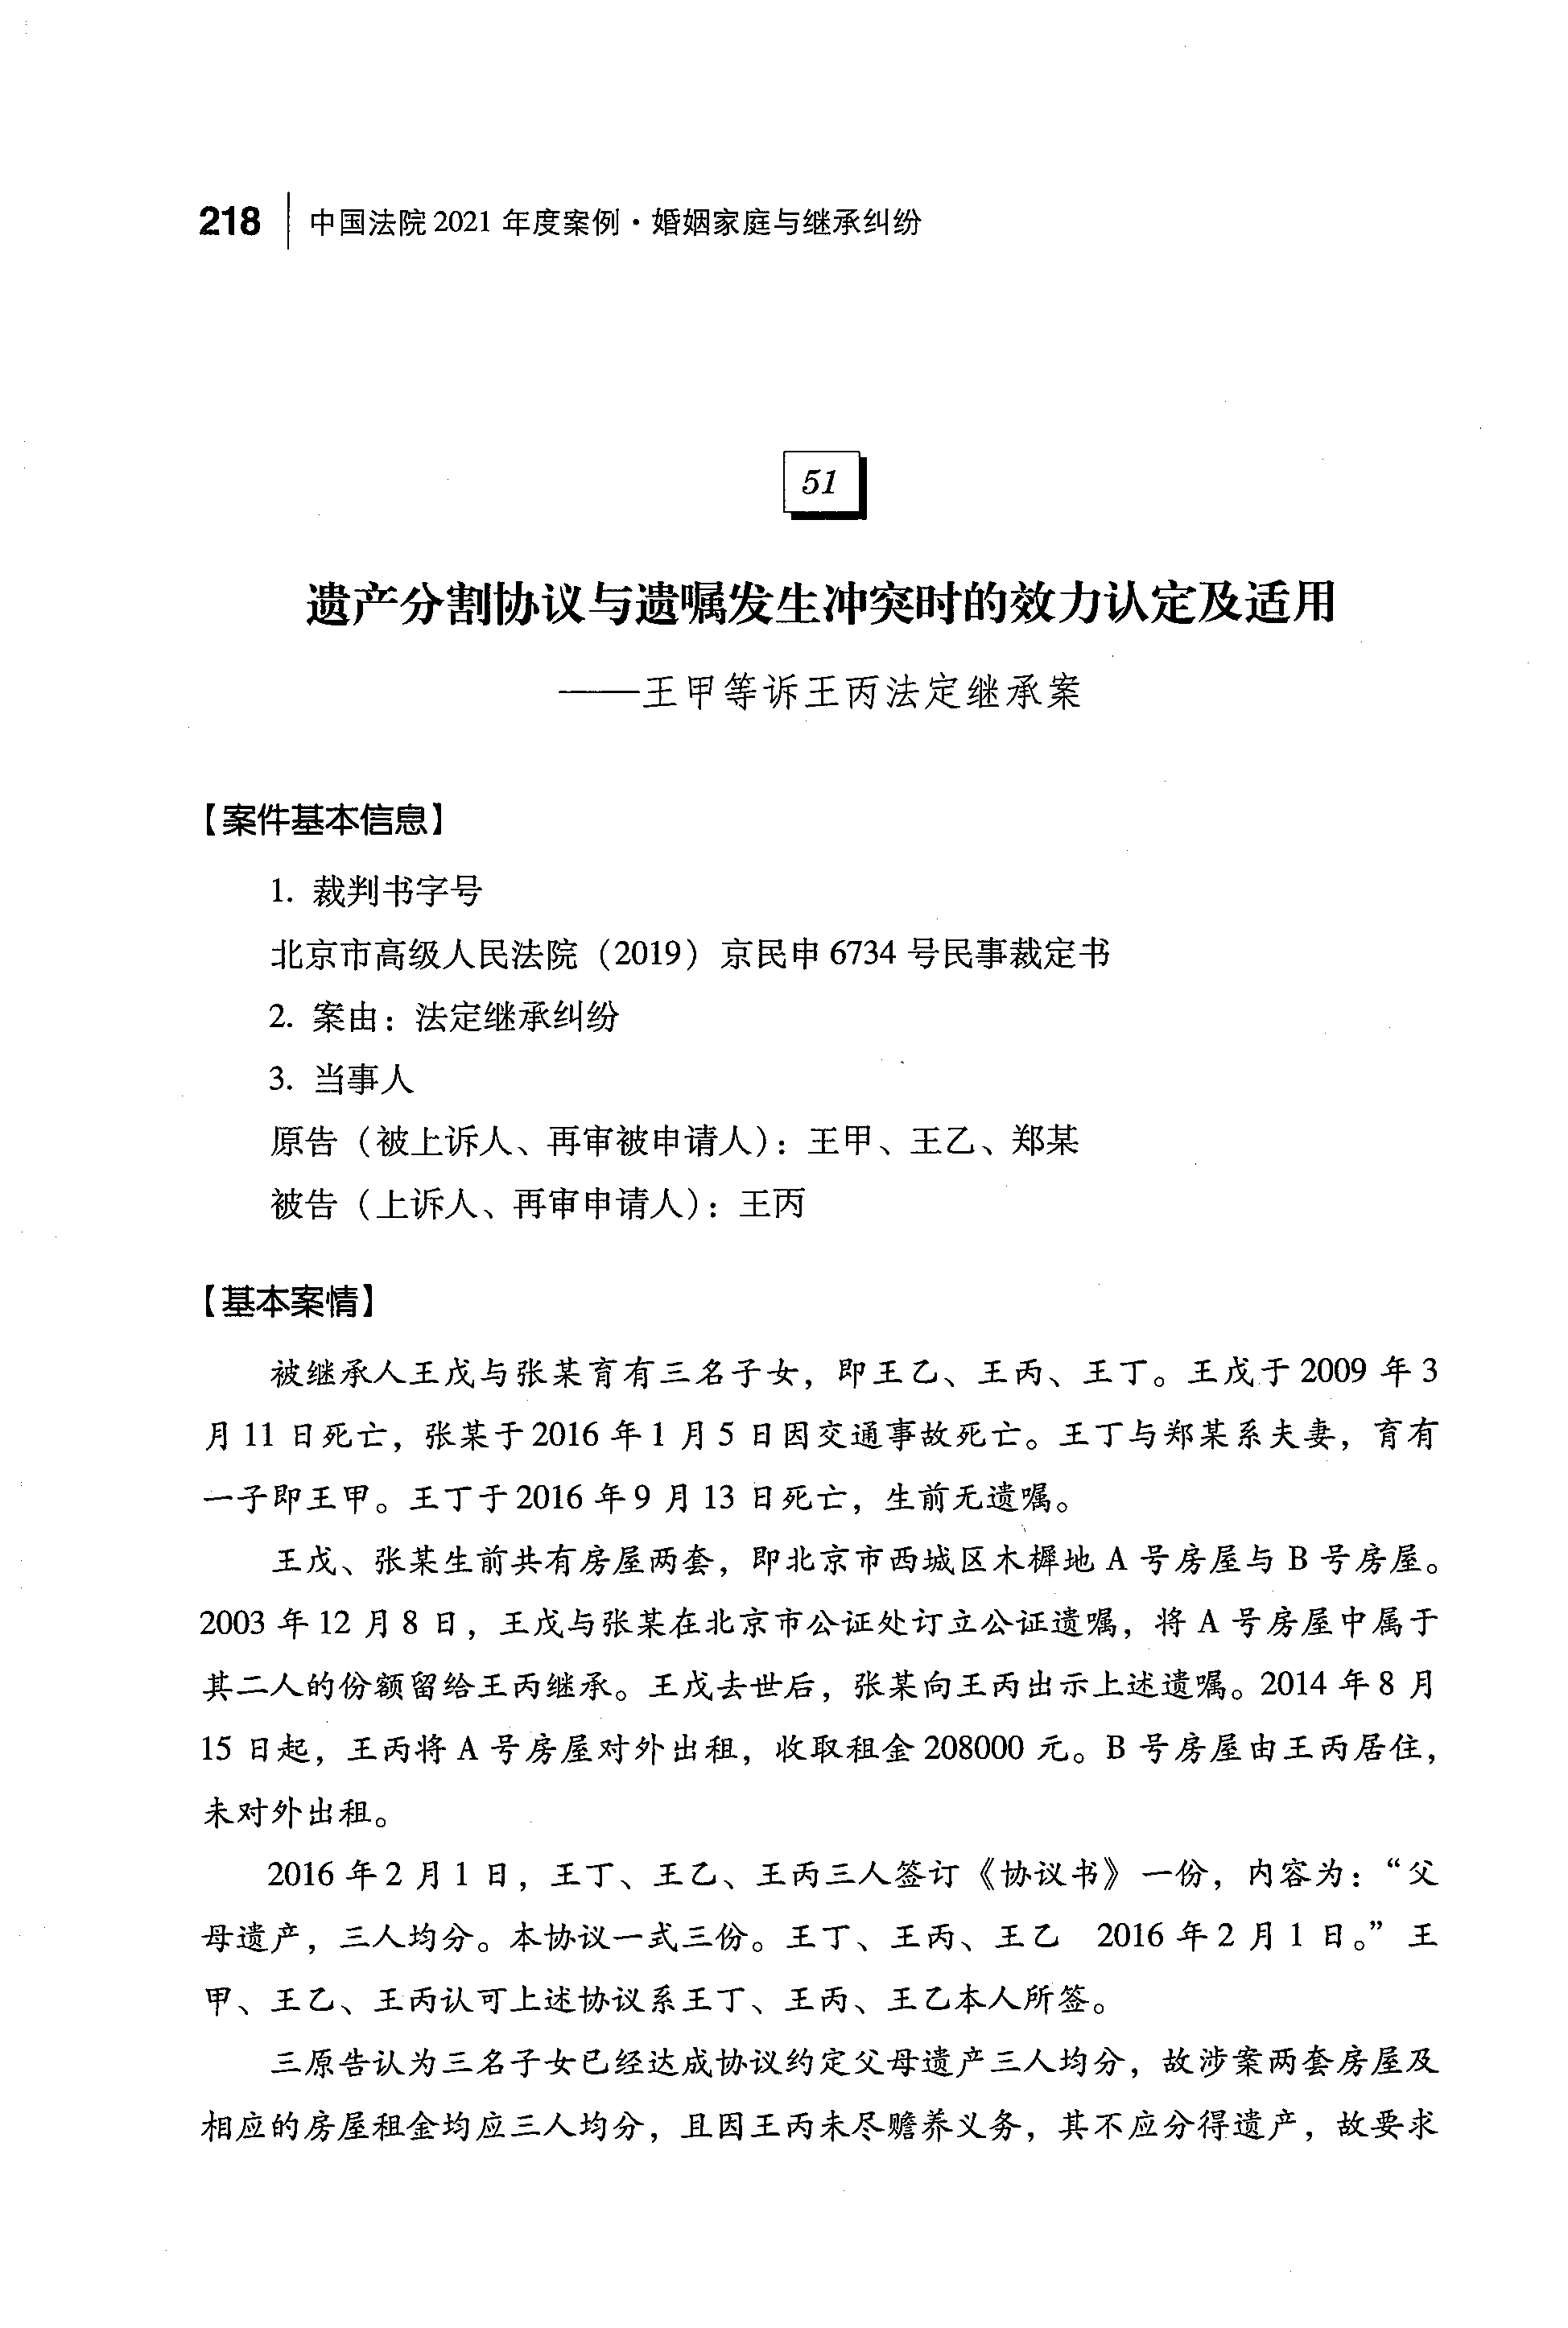 218 中国法院2021年度案例·婚姻家庭与继承纠纷
51
遗产分割协议与遗嘱发生冲突时的效力认定及适用
——王甲等诉王丙法定继承案
【案件基本信息】
1. 裁判书字号
北京市高级人民法院（2019）京民申6734号民事裁定书
2. 案由：法定继承纠纷
3. 当事人
原告（被上诉人、再审被申请人）：王甲、王乙、郑某
被告（上诉人、再审申请人）：王丙
【基本案情】
被继承人王戊与张某育有三名子女，即王乙、王丙、王丁。王戊于2009年3
月11日死亡，张某于2016年1月5日因交通事故死亡。王丁与郑某系夫妻，育有
一子即王甲。王丁于2016年9月13日死亡，生前无遗嘱。
王戊、张某生前共有房屋两套，即北京市西城区木樨地A号房屋与B号房屋。
2003年12月8日，王戊与张某在北京市公证处订立公证遗嘱，将A号房屋中属于
其二人的份额留给王丙继承。王戊去世后，张某向王丙出示上述遗嘱。2014年8月
15日起，王丙将A号房屋对外出租，收取租金208000元。B号房屋由王丙居住，
未对外出租。
2016年2月1日，王丁、王乙、王丙三人签订《协议书》一份，内容为：“父
母遗产，三人均分。本协议一式三份。王丁、王丙、王乙　2016年2月1日。”王
甲、王乙、王丙认可上述协议系王丁、王丙、王乙本人所签。
三原告认为三名子女已经达成协议约定父母遗产三人均分，故涉案两套房屋及
相应的房屋租金均应三人均分，且因王丙未尽赡养义务，其不应分得遗产，故要求